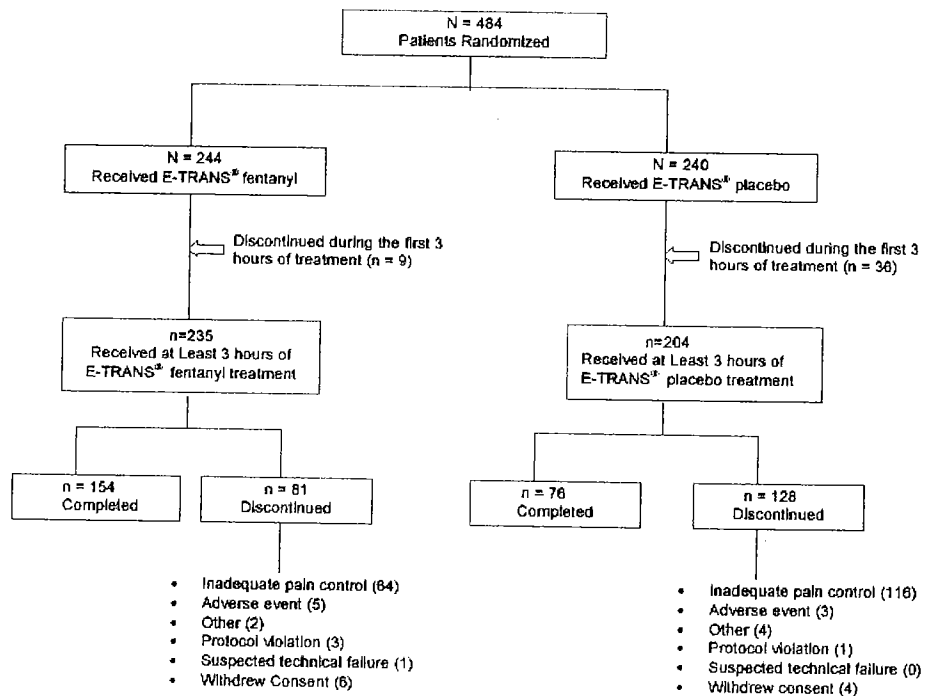 N = 484
Patients Randomized
N = 244
Received E-TRANS® fentanyl
N = 240
Received E-TRANS® placebo
Discontinued during the first 3
hours of treatment (n = 9)
Discontinued during the first 3
hours of treatment (n = 36)
n=235
Received at Least 3 hours of
E-TRANS® fentanyl treatment
n=204
Received at Least 3 hours of
E-TRANS® placebo treatment
n = 154
Completed
n = 81
Discontinued
n = 76
Completed
n = 128
Discontinued
• Inadequate pain control (64)
• Adverse event (5)
• Other (2)
• Protocol violation (3)
• Suspected technical failure (1)
• Withdrew Consent (6)
• Inadequate pain control (116)
• Adverse event (3)
• Other (4)
• Protocol violation (1)
• Suspected technical failure (0)
• Withdrew consent (4)